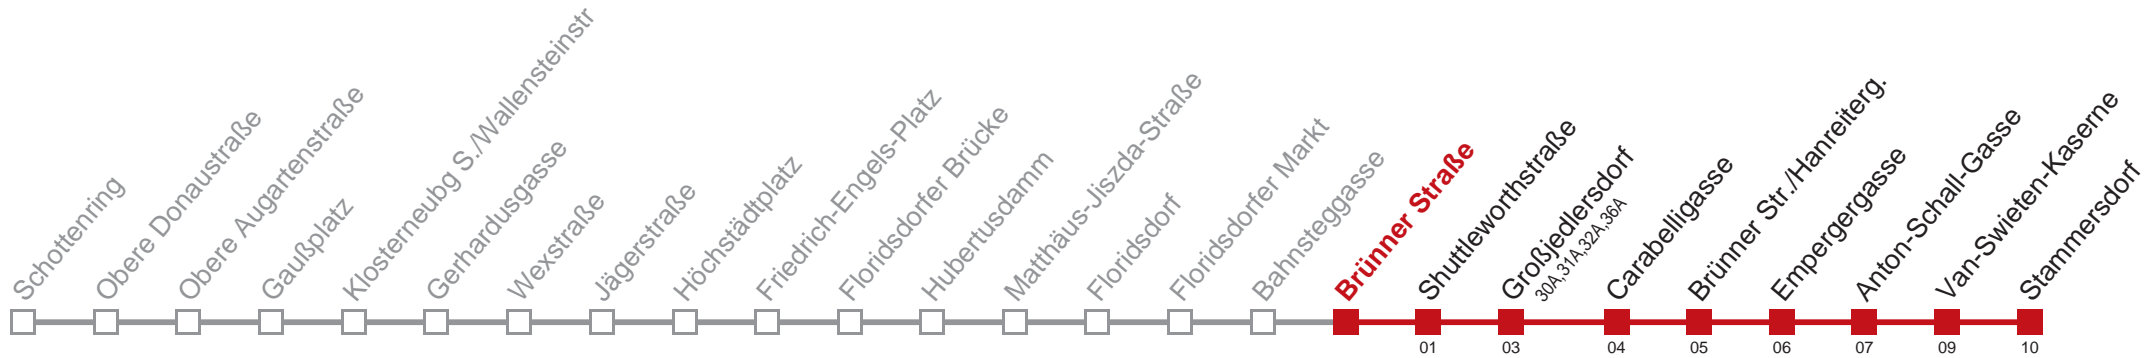 Schottenring
Obere Donaustraße
Obere Augartenstraße
Gaußplatz
Klosterneubg S./Wallensteinstr
Gerhardusgasse
Wexstraße
Jägerstraße
Höchstädtplatz
Friedrich-Engels-Platz
Floridsdorfer Brücke
Hubertusdamm
Matthäus-Jiszda-Straße
Floridsdorf
Floridsdorfer Markt
Bahnsteggasse
Brünner Straße
Shuttleworthstraße
Großjedlersdorf
30A,31A,32A,36A
Carabelligasse
Brünner Str./Hanreiterg.
Empergergasse
Anton-Schall-Gasse
Van-Swieten-Kaserne
Stammersdorf
01 03 04 05 06 07 09 10